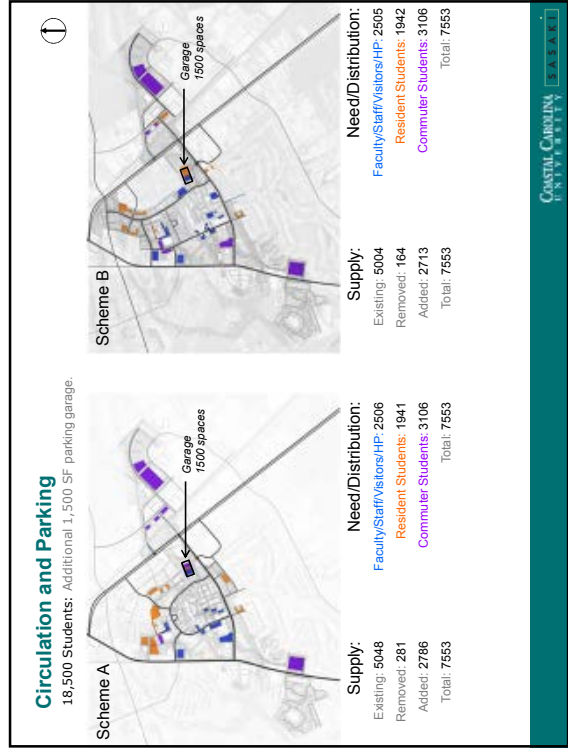 Circulation and Parking
18,500 Students: Additional 1,500 SF parking garage.
Scheme A
Garage
1500 spaces
Supply:
Existing: 5048
Removed: 281
Added: 2786
Total: 7553
Need/Distribution:
Faculty/Staff/Visitors/HP: 2506
Resident Students: 1941
Commuter Students: 3106
Total: 7553
Scheme B
Garage
1500 spaces
Supply:
Existing: 5004
Removed: 164
Added: 2713
Total: 7553
Need/Distribution:
Faculty/Staff/Visitors/HP: 2505
Resident Students: 1942
Commuter Students: 3106
Total: 7553
COASTAL CAROLINA
UNIVERSITY
SASAKI